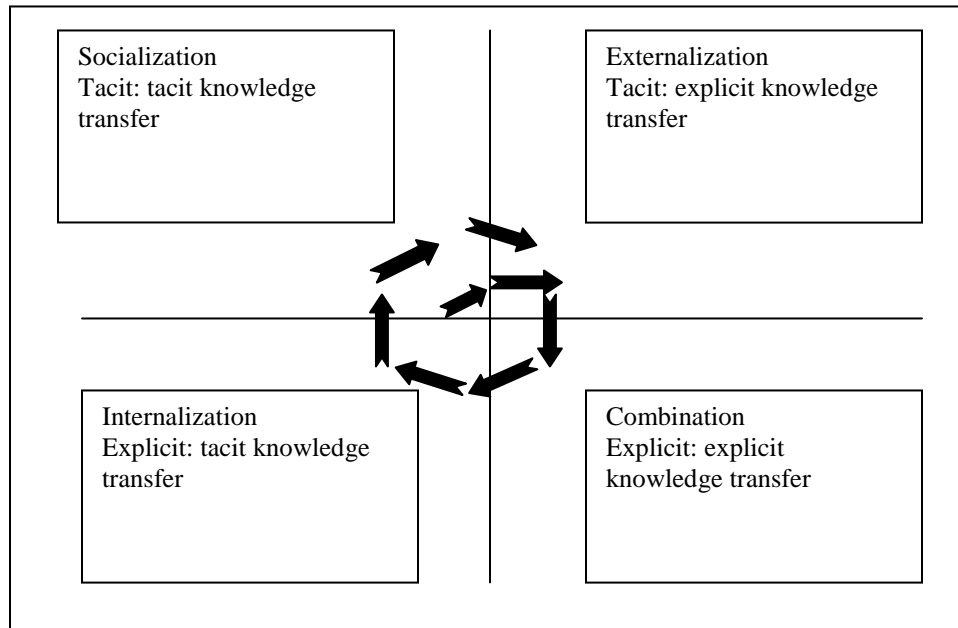 Socialization
Tacit: tacit knowledge
transfer
Externalization
Tacit: explicit knowledge
transfer
Internalization
Explicit: tacit knowledge
transfer
Combination
Explicit: explicit
knowledge transfer